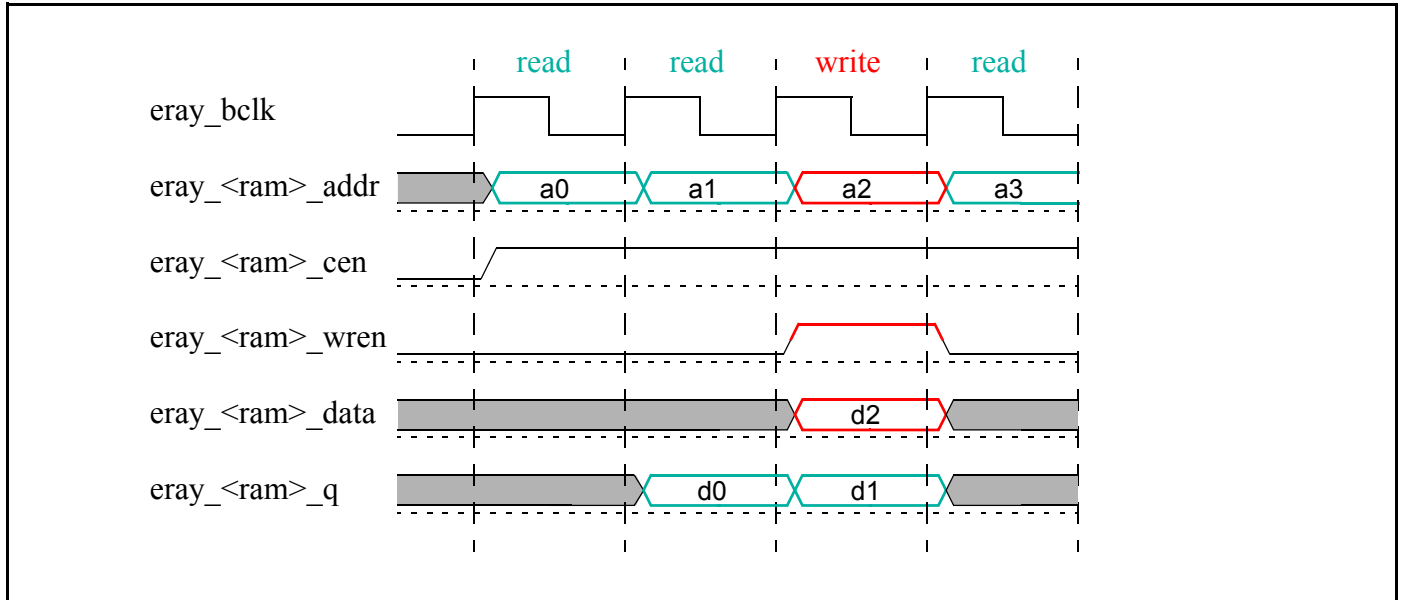 read read write read
eray_bclk
eray_<ram>_addr a0 a1 a2 a3
eray_<ram>_cen
eray_<ram>_wren
eray_<ram>_data d2
eray_<ram>_q d0 d1